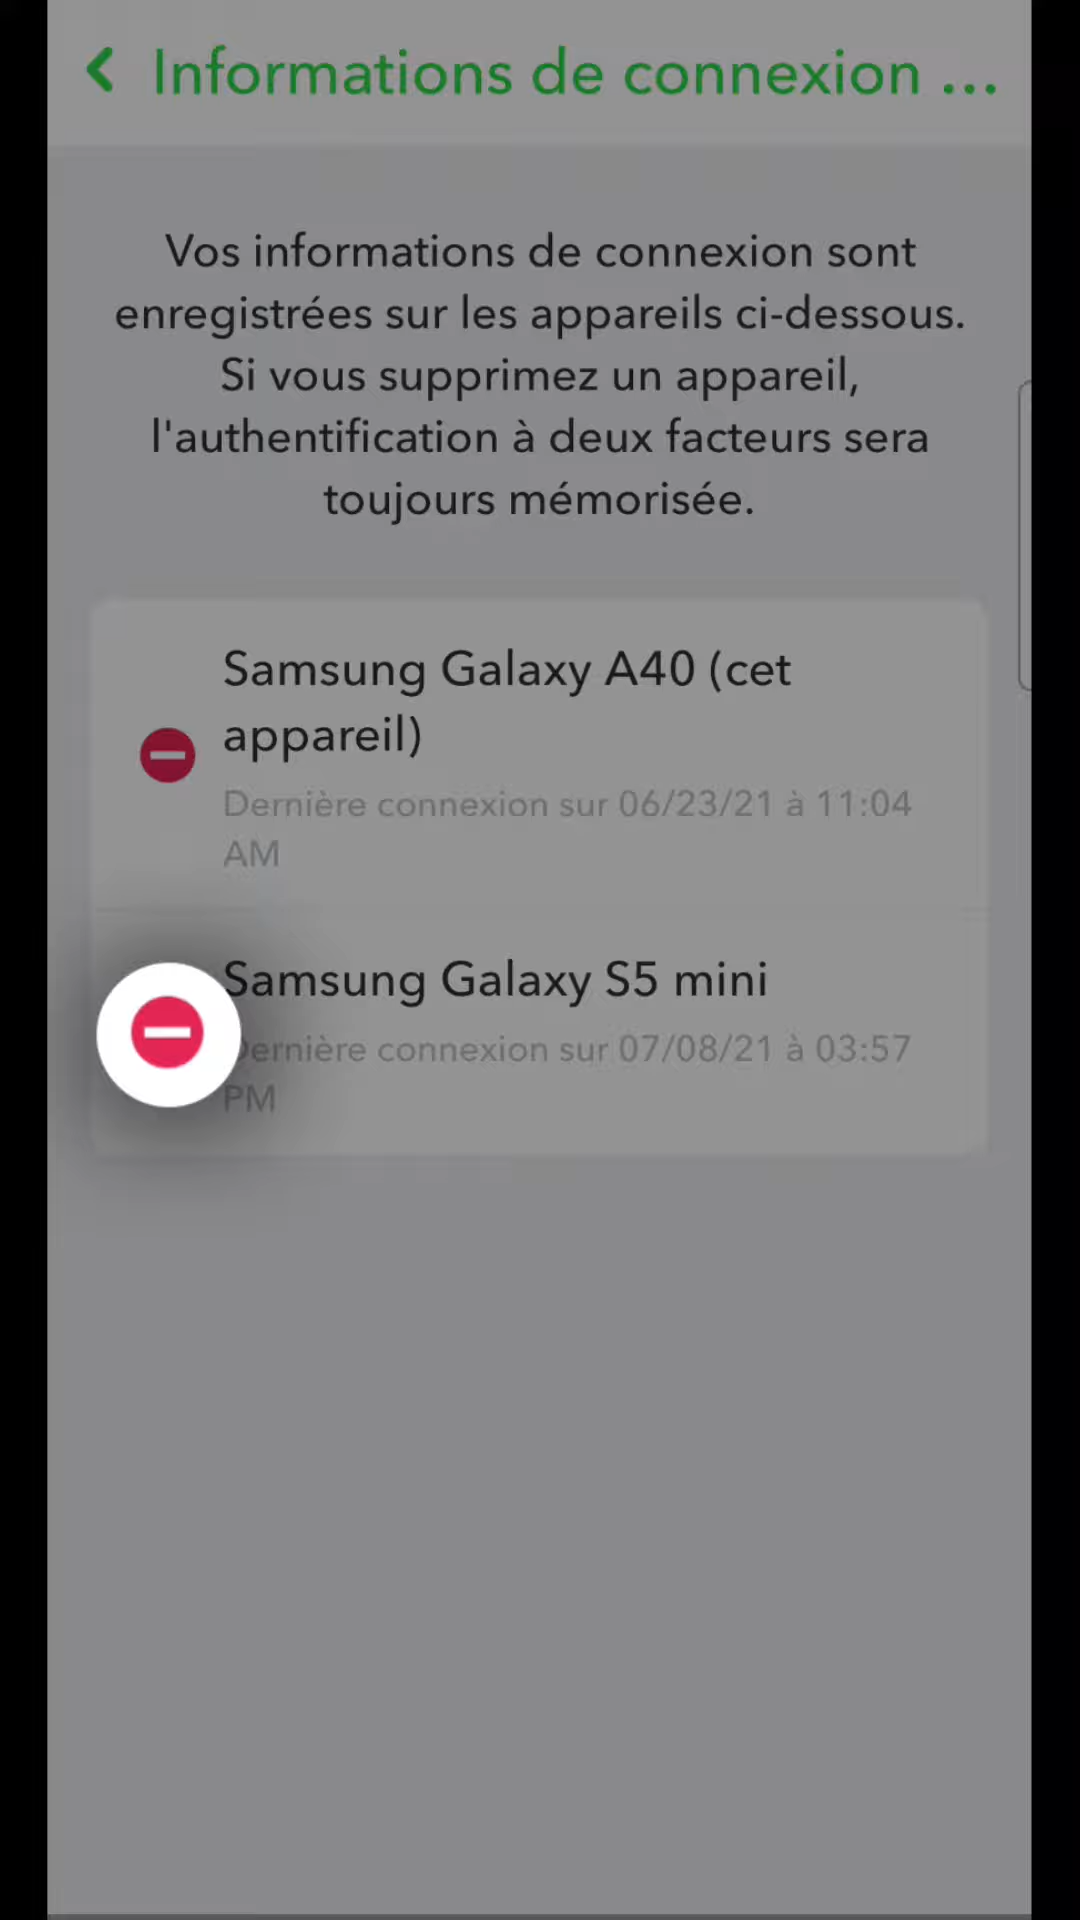 Informations de connexion ...
Vos informations de connexion sont
enregistrées sur les appareils ci-dessous.
Si vous supprimez un appareil,
l'authentification à deux facteurs sera
toujours mémorisée.
Samsung Galaxy A40 (cet
appareil)
Dernière connexion sur 06/23/21 à 11:04
AM
Samsung Galaxy S5 mini
Dernière connexion sur 07/08/21 à 03:57
PM